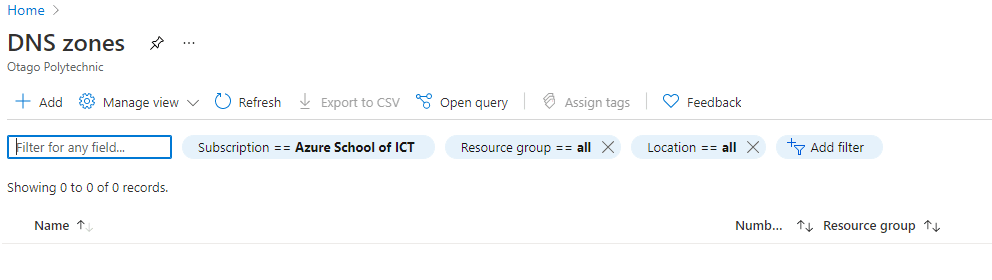 Home >
DNS zones ...
Otago Polytechnic
Add Manage view Refresh Export to CSV Open query Assign tags Feedback
Filter for any field... Subscription == Azure School of ICT Resource group == all Location == all Add filter
Showing 0 to 0 of 0 records.
Name Numb... Resource group